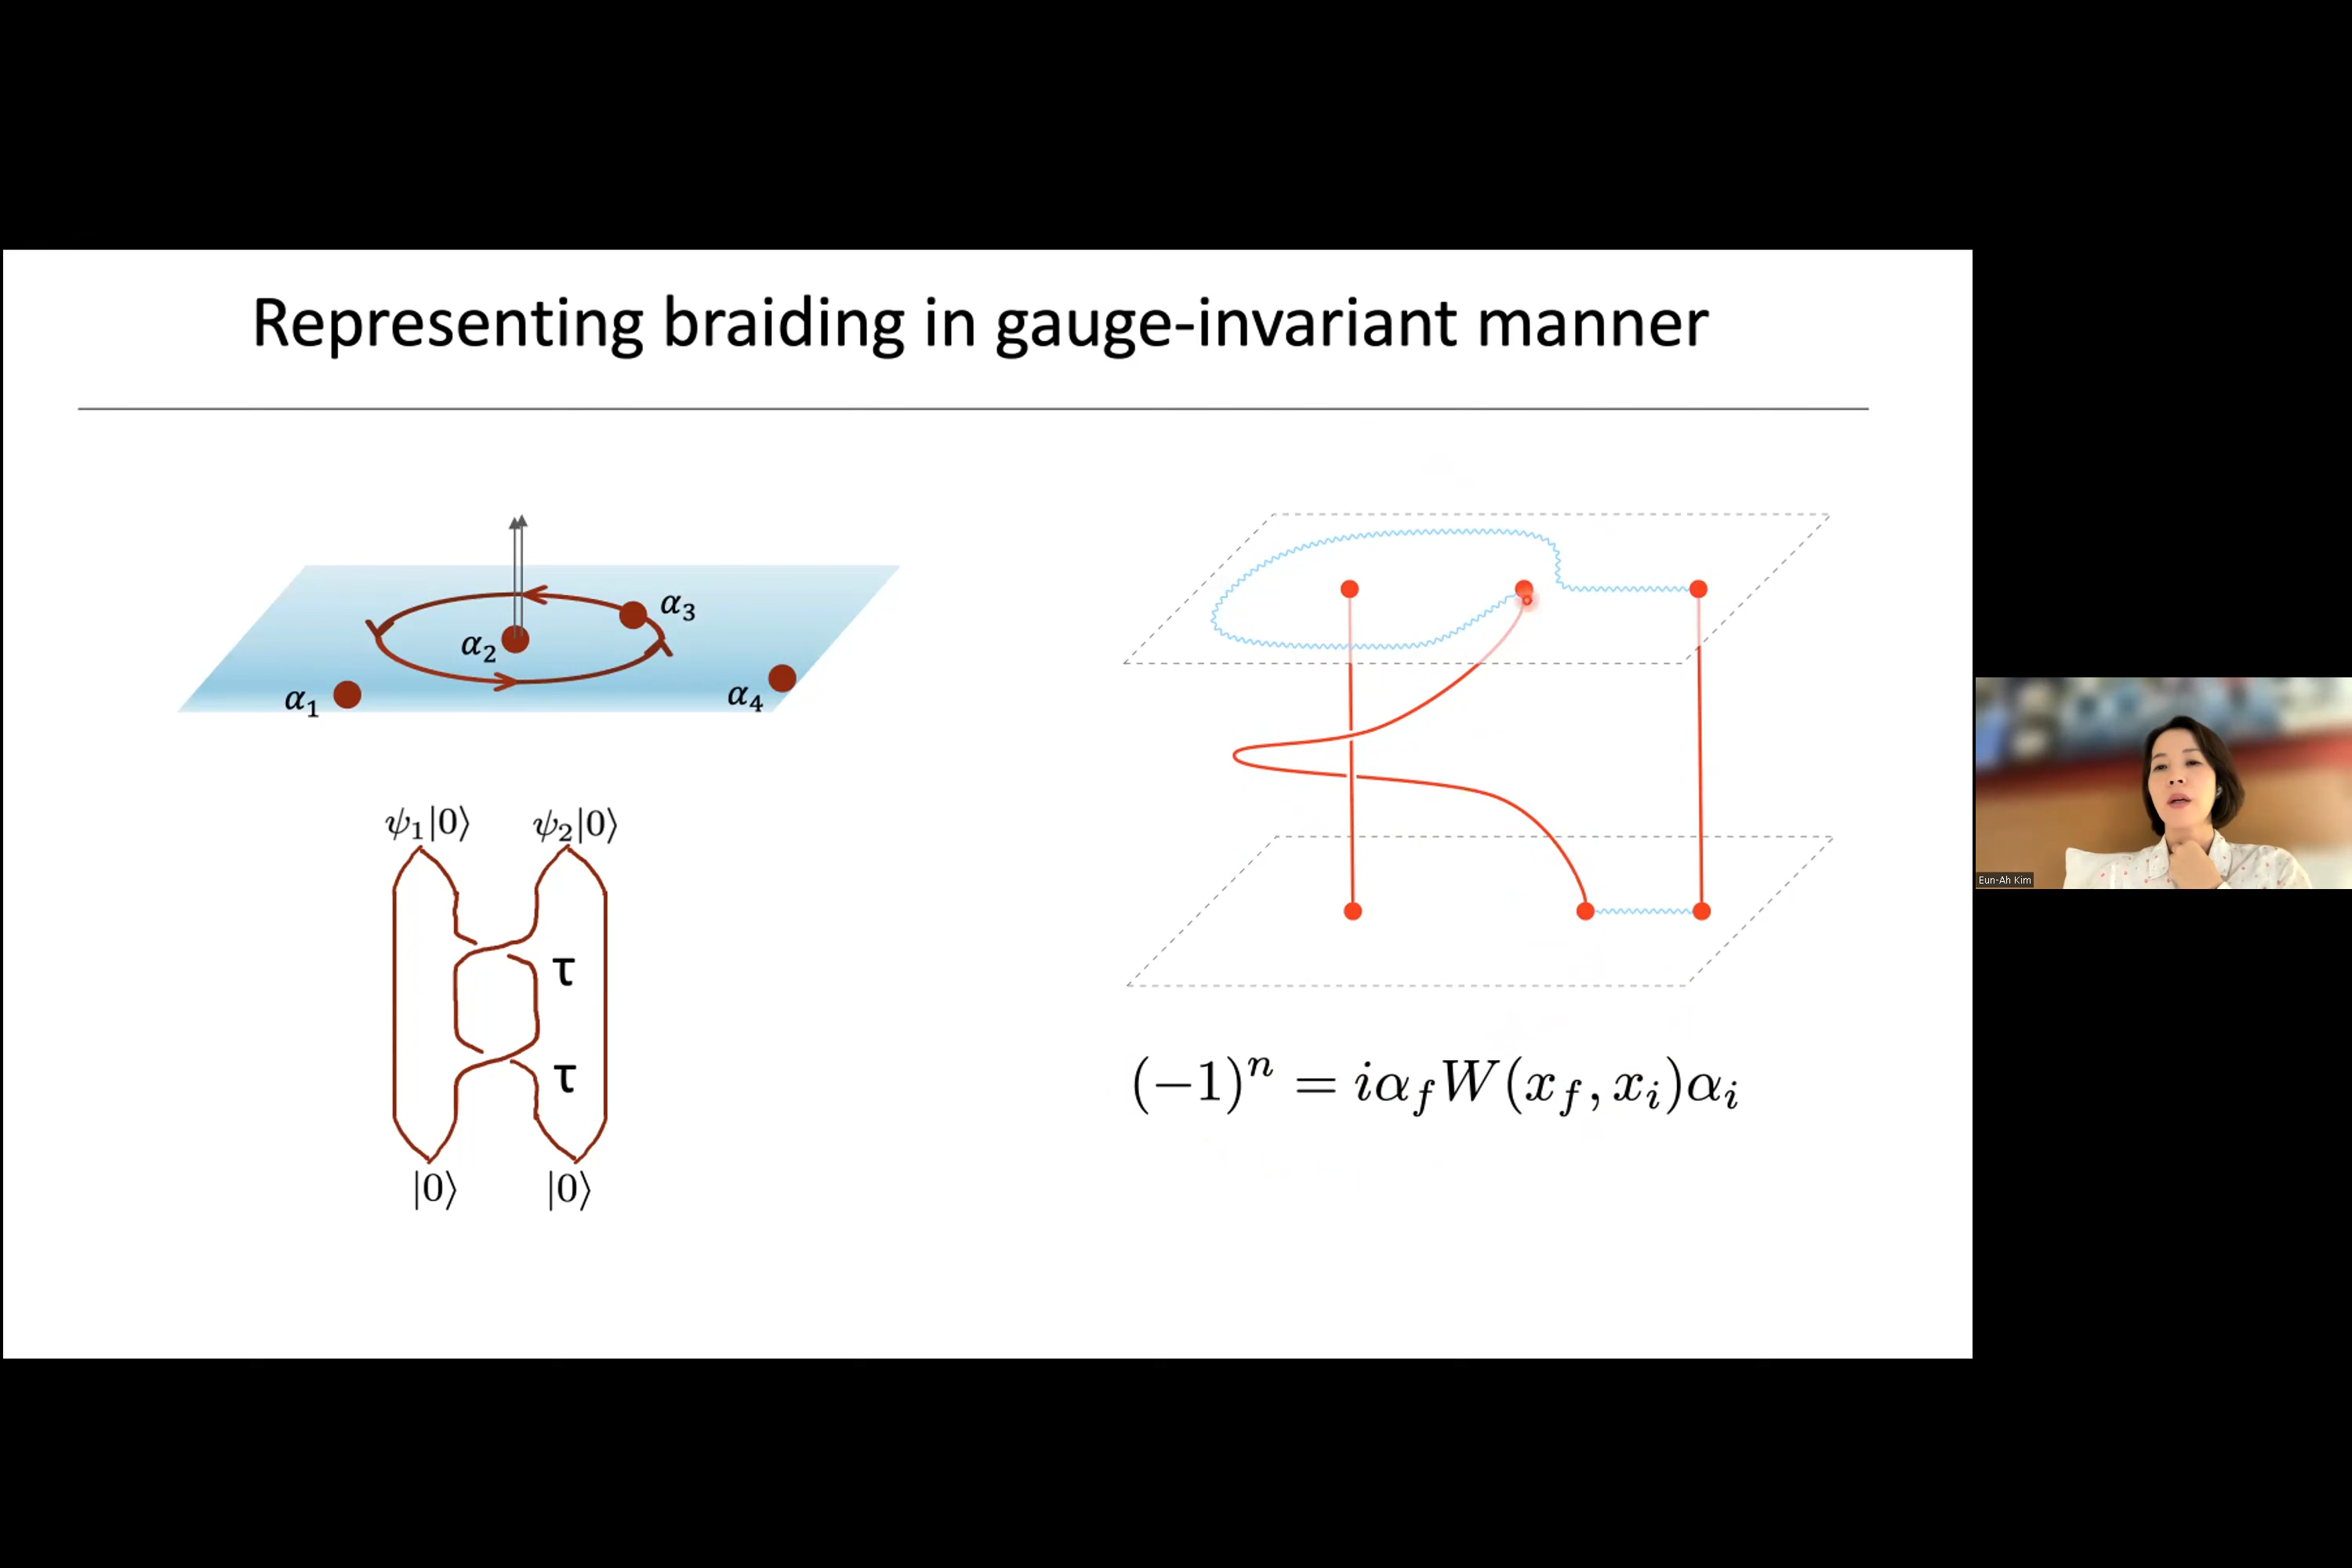 Representing braiding in gauge-invariant manner
α₃
α₂
α₁
α₄
ψ₁|0⟩ ψ₂|0⟩
τ
τ
|0⟩ |0⟩
(−1)ⁿ = iα_f W(x_f, x_i)α_i
Eun-Ah Kim